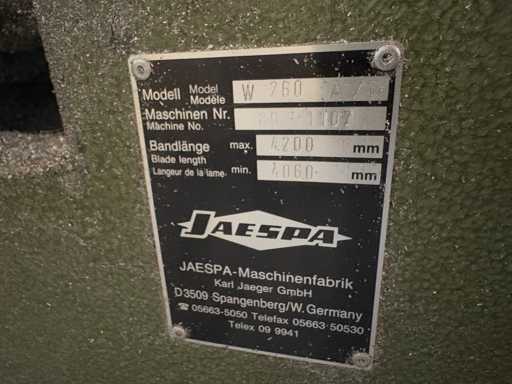 Modell Model Modèle W 260
Maschinen Nr. Machine No.
Bandlänge max. 4200 mm
Blade length
Langeur de la lame min. 4060 mm
JAESPA
JAESPA-Maschinenfabrik
Karl Jaeger GmbH
D3509 Spangenberg/W.Germany
☎ 05663-5050 Telefax 05663-50530
Telex 09 9941